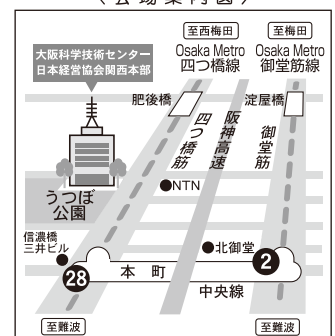 〈会場案内図〉
至西梅田
至梅田
Osaka Metro
四つ橋線
Osaka Metro
御堂筋線
大阪科学技術センター
日本経営協会関西本部
肥後橋
淀屋橋
四つ橋筋
阪神高速
御堂筋
NTN
うつぼ
公園
信濃橋
三井ビル
北御堂
28
本町
2
中央線
至難波
至難波